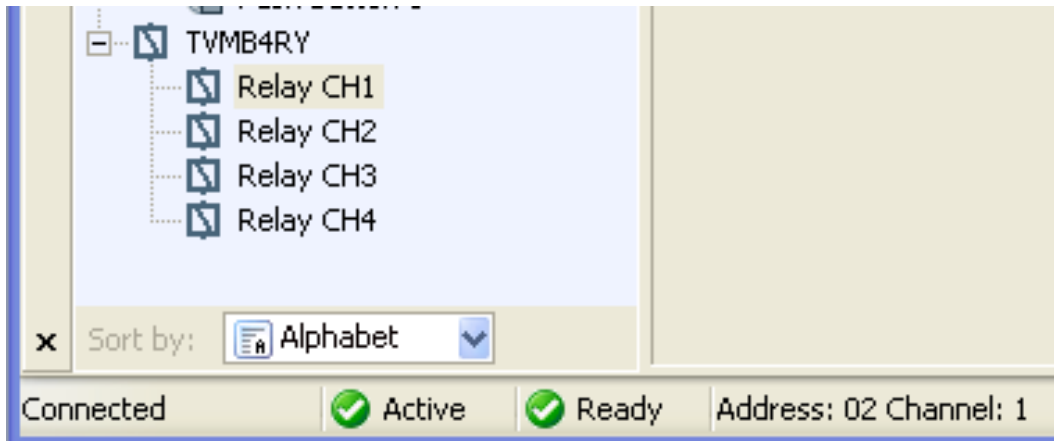 TVMB4RY
Relay CH1
Relay CH2
Relay CH3
Relay CH4
x Sort by: Alphabet
Connected Active Ready Address: 02 Channel: 1